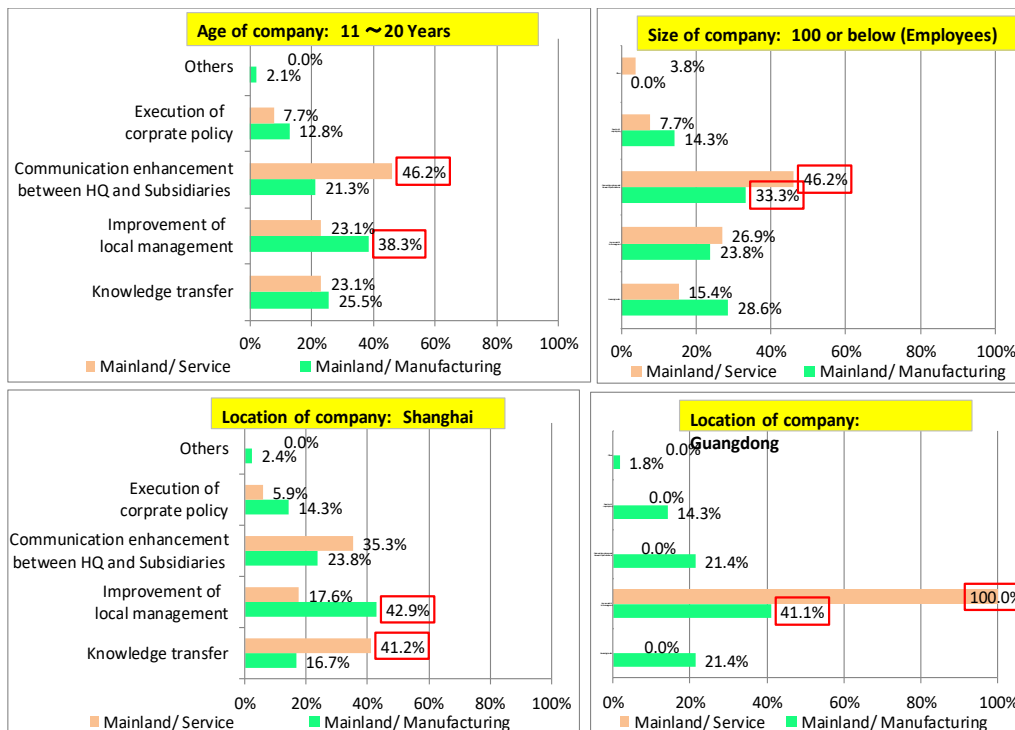 Age of company: 11 ~ 20 Years
Others
0.0%
2.1%
Execution of
corprate policy
7.7%
12.8%
Communication enhancement
between HQ and Subsidiaries
46.2%
21.3%
Improvement of
local management
23.1%
38.3%
Knowledge transfer
23.1%
25.5%
0% 20% 40% 60% 80% 100%
Mainland/ Service Mainland/ Manufacturing
Size of company: 100 or below (Employees)
3.8%
0.0%
7.7%
14.3%
46.2%
33.3%
26.9%
23.8%
15.4%
28.6%
0% 20% 40% 60% 80% 100%
Mainland/ Service Mainland/ Manufacturing
Location of company: Shanghai
Others
0.0%
2.4%
Execution of
corprate policy
5.9%
14.3%
Communication enhancement
between HQ and Subsidiaries
35.3%
23.8%
Improvement of
local management
17.6%
42.9%
Knowledge transfer
41.2%
16.7%
0% 20% 40% 60% 80% 100%
Mainland/ Service Mainland/ Manufacturing
Location of company:
Guangdong
0.0%
1.8%
0.0%
14.3%
0.0%
21.4%
100.0%
41.1%
0.0%
21.4%
0% 20% 40% 60% 80% 100%
Mainland/ Service Mainland/ Manufacturing